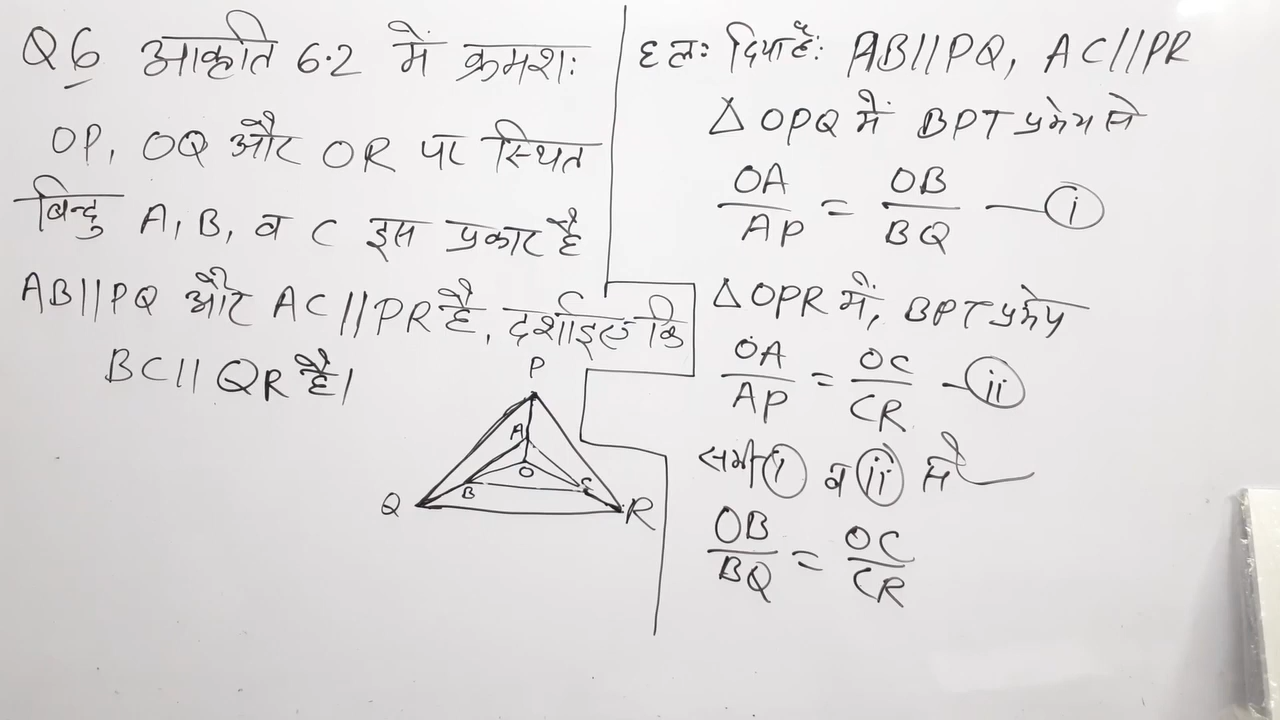 Q6 आकृति 6.2 में क्रमशः
OP, OQ और OR पर स्थित
बिन्दु A, B, व C इस प्रकार है
AB||PQ और AC||PR है, दर्शाइए कि
BC|| QR है।
P
A
O
B
C
Q
R
हलः दिया हैः AB//PQ, AC//PR
△OPQ में BPT प्रमेय से
OA/AP = OB/BQ — i
△OPR में, BPT प्रमेय
OA/AP = OC/CR — ii
समी i व ii से
OB/BQ = OC/CR